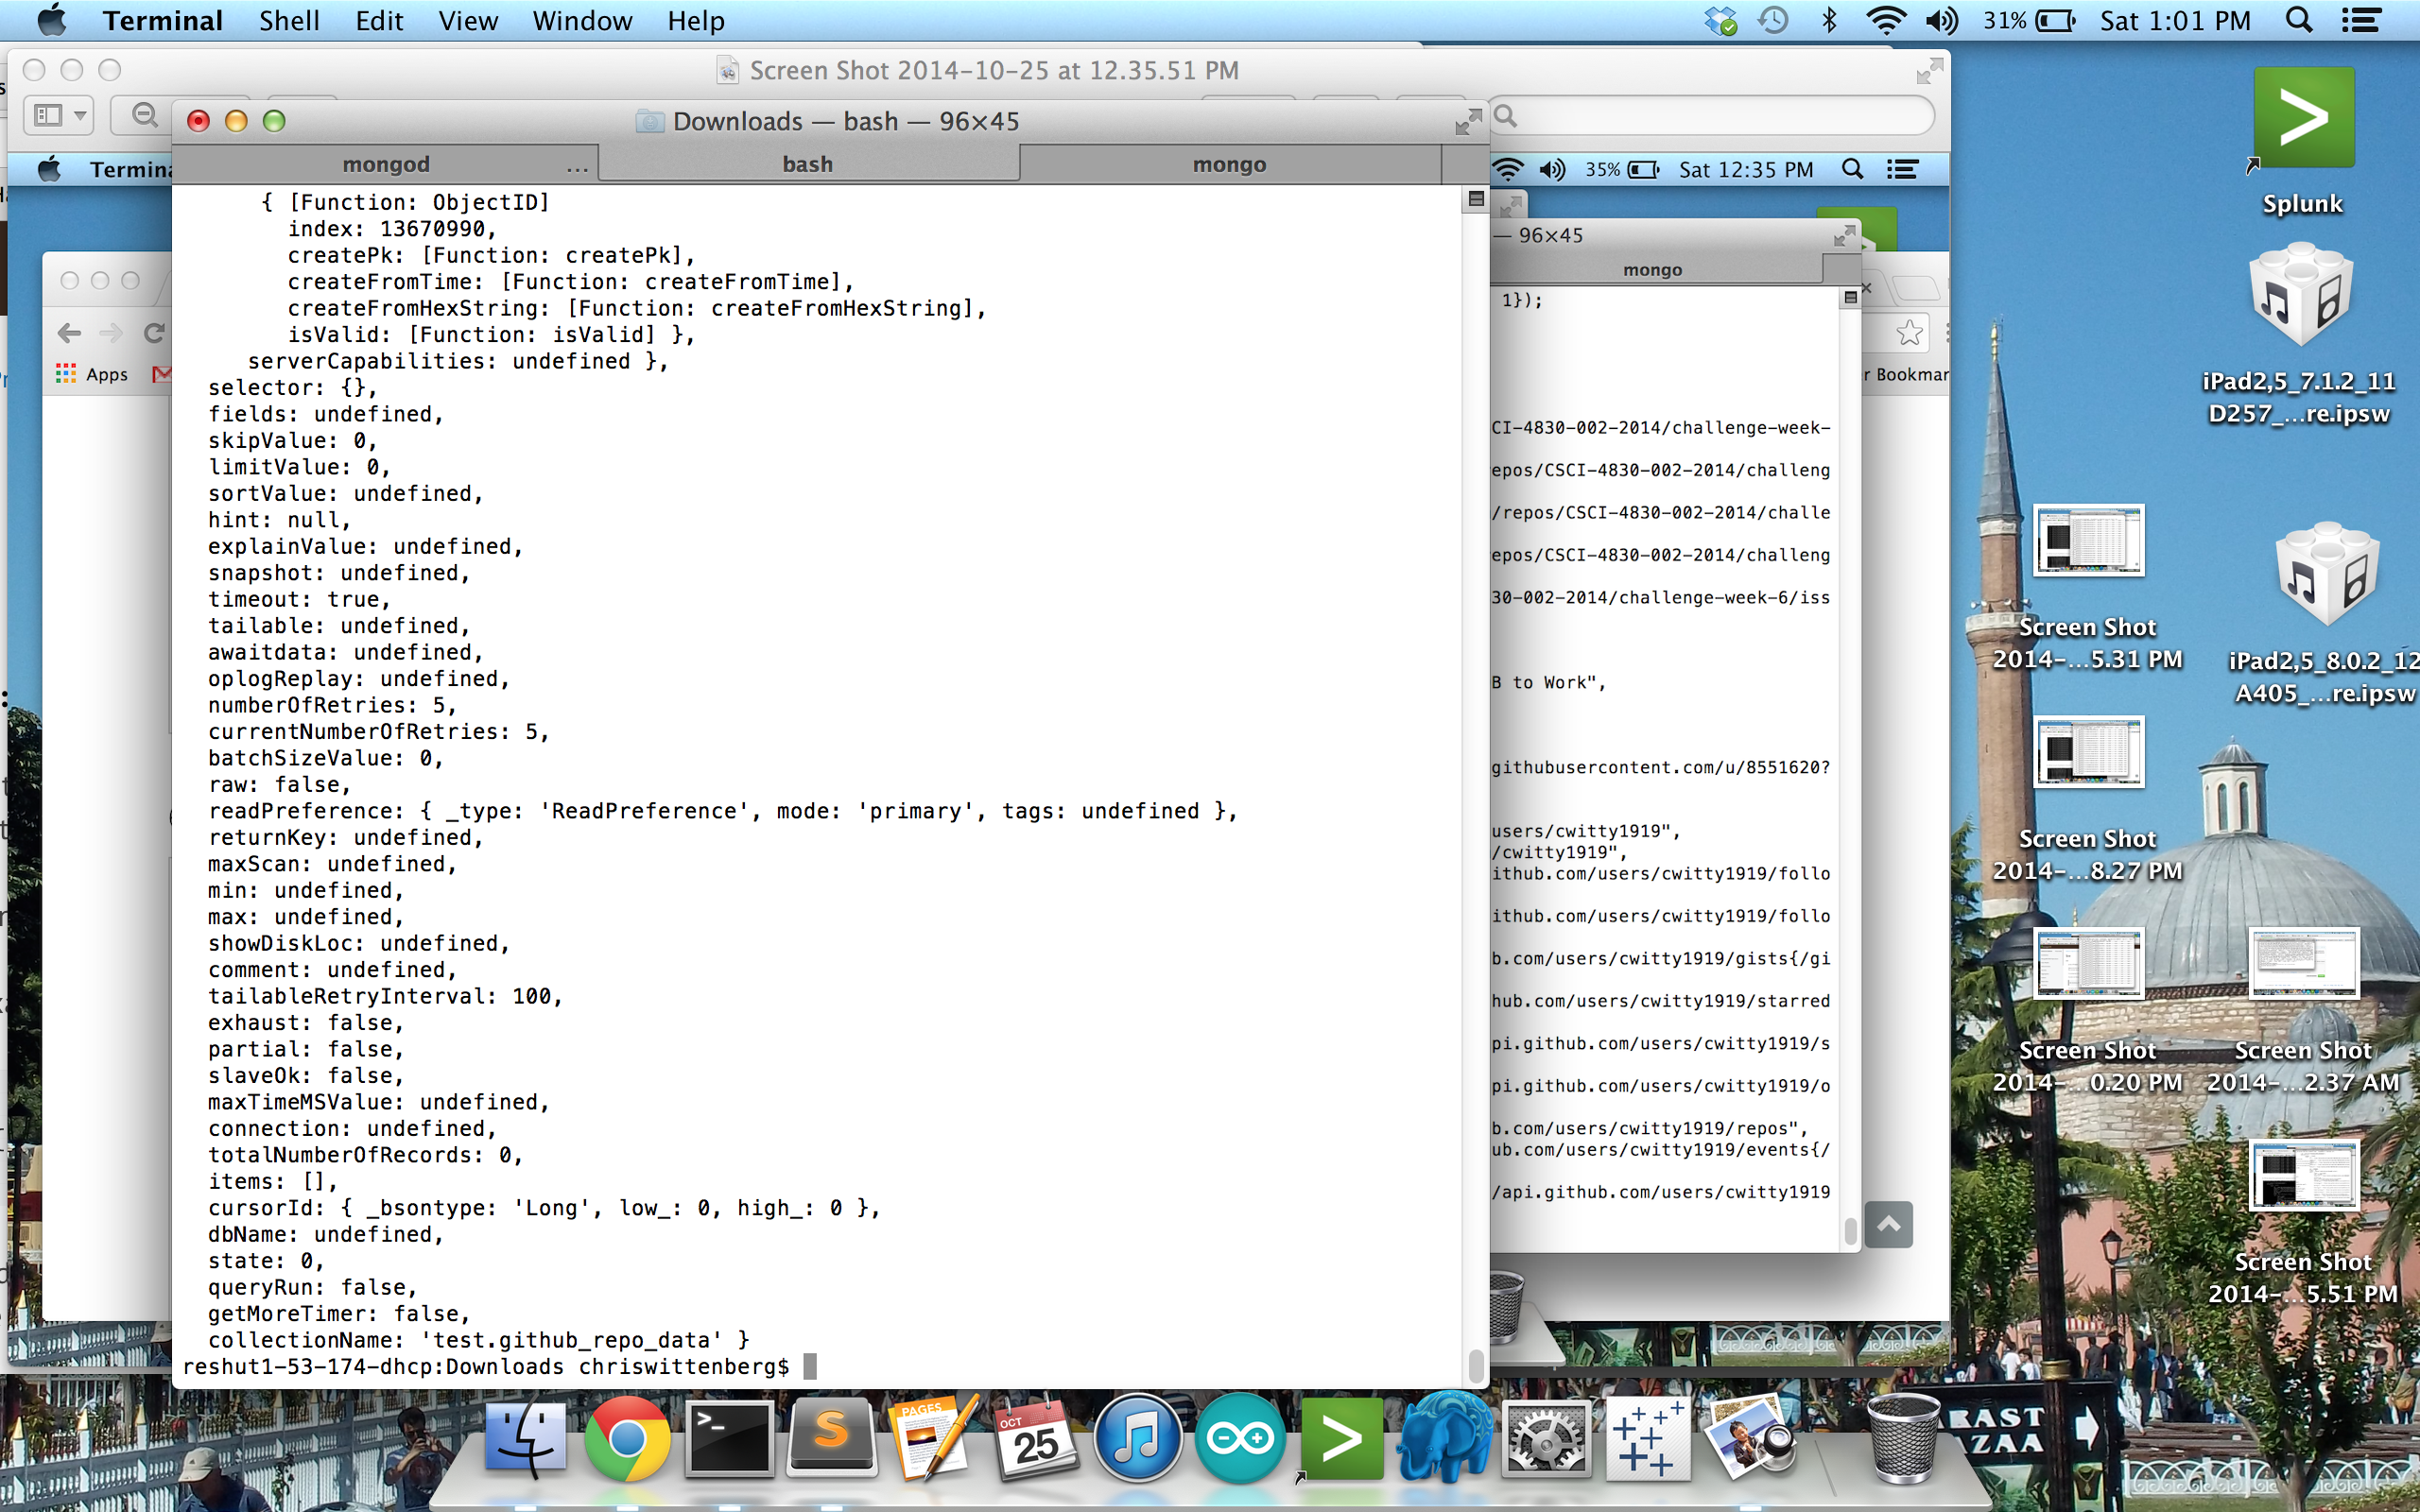 Terminal Shell Edit View Window Help
31% Sat 1:01 PM
Screen Shot 2014-10-25 at 12.35.51 PM
Downloads — bash — 96×45
mongod ... bash mongo
{ [Function: ObjectID]
index: 13670990,
createPk: [Function: createPk],
createFromTime: [Function: createFromTime],
createFromHexString: [Function: createFromHexString],
isValid: [Function: isValid] },
serverCapabilities: undefined },
selector: {},
fields: undefined,
skipValue: 0,
limitValue: 0,
sortValue: undefined,
hint: null,
explainValue: undefined,
snapshot: undefined,
timeout: true,
tailable: undefined,
awaitdata: undefined,
oplogReplay: undefined,
numberOfRetries: 5,
currentNumberOfRetries: 5,
batchSizeValue: 0,
raw: false,
readPreference: { _type: 'ReadPreference', mode: 'primary', tags: undefined },
returnKey: undefined,
maxScan: undefined,
min: undefined,
max: undefined,
showDiskLoc: undefined,
comment: undefined,
tailableRetryInterval: 100,
exhaust: false,
partial: false,
slaveOk: false,
maxTimeMSValue: undefined,
connection: undefined,
totalNumberOfRecords: 0,
items: [],
cursorId: { _bsontype: 'Long', low_: 0, high_: 0 },
dbName: undefined,
state: 0,
queryRun: false,
getMoreTimer: false,
collectionName: 'test.github_repo_data' }
reshut1-53-174-dhcp:Downloads chriswittenberg$
Termina
Apps
35% Sat 12:35 PM
— 96×45
mongo
1});
r Bookmar
CI-4830-002-2014/challenge-week-
epos/CSCI-4830-002-2014/challeng
/repos/CSCI-4830-002-2014/challe
epos/CSCI-4830-002-2014/challeng
30-002-2014/challenge-week-6/iss
B to Work",
githubusercontent.com/u/8551620?
users/cwitty1919",
/cwitty1919",
ithub.com/users/cwitty1919/follo
ithub.com/users/cwitty1919/follo
b.com/users/cwitty1919/gists{/gi
hub.com/users/cwitty1919/starred
pi.github.com/users/cwitty1919/s
pi.github.com/users/cwitty1919/o
b.com/users/cwitty1919/repos",
ub.com/users/cwitty1919/events{/
/api.github.com/users/cwitty1919
Splunk
iPad2,5_7.1.2_11
D257_...re.ipsw
iPad2,5_8.0.2_12
A405_...re.ipsw
Screen Shot
2014-...5.31 PM
Screen Shot
2014-...8.27 PM
Screen Shot
2014-...0.20 PM
Screen Shot
2014-...2.37 AM
Screen Shot
2014-...5.51 PM
PAGES
OCT
25
RAST
AZAA